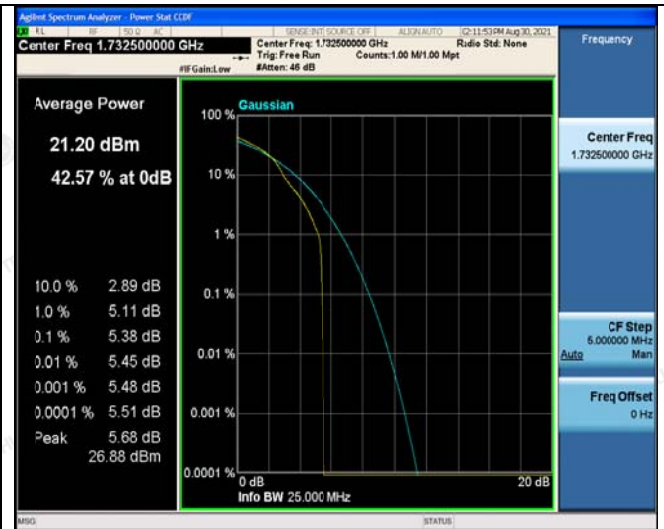 Agilent Spectrum Analyzer - Power Stat CCDF
RL RF 50 Ω AC SENSE:INT SOURCE OFF ALIGN AUTO 02:11:53 PM Aug 30, 2021
Center Freq 1.732500000 GHz
Center Freq: 1.732500000 GHz
Radio Std: None
Trig: Free Run Counts:1.00 M/1.00 Mpt
#IFGain:Low #Atten: 46 dB
Frequency
Average Power
21.20 dBm
42.57 % at 0dB
10.0 % 2.89 dB
1.0 % 5.11 dB
0.1 % 5.38 dB
0.01 % 5.45 dB
0.001 % 5.48 dB
0.0001 % 5.51 dB
Peak 5.68 dB
26.88 dBm
Gaussian
100 %
10 %
1 %
0.1 %
0.01 %
0.001 %
0.0001 %
0 dB 20 dB
Info BW 25.000 MHz
Center Freq
1.732500000 GHz
CF Step
5.000000 MHz
Auto Man
Freq Offset
0 Hz
MSG STATUS